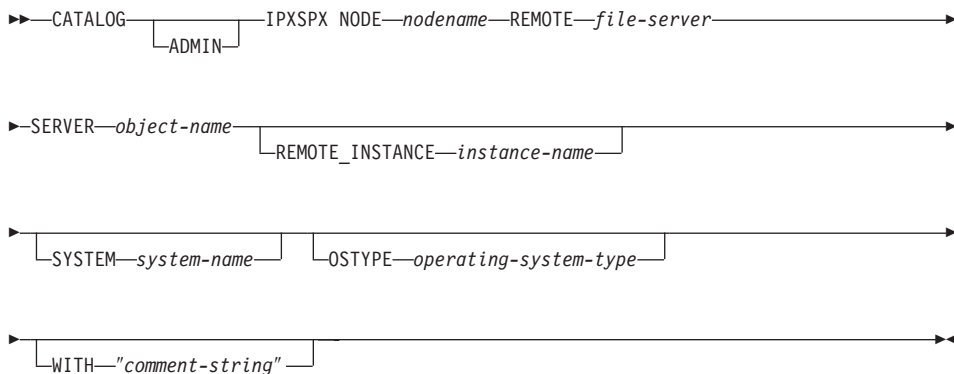 CATALOG IPXSPX NODE nodename REMOTE file-server
ADMIN
SERVER object-name
REMOTE_INSTANCE instance-name
SYSTEM system-name OSTYPE operating-system-type
WITH "comment-string"